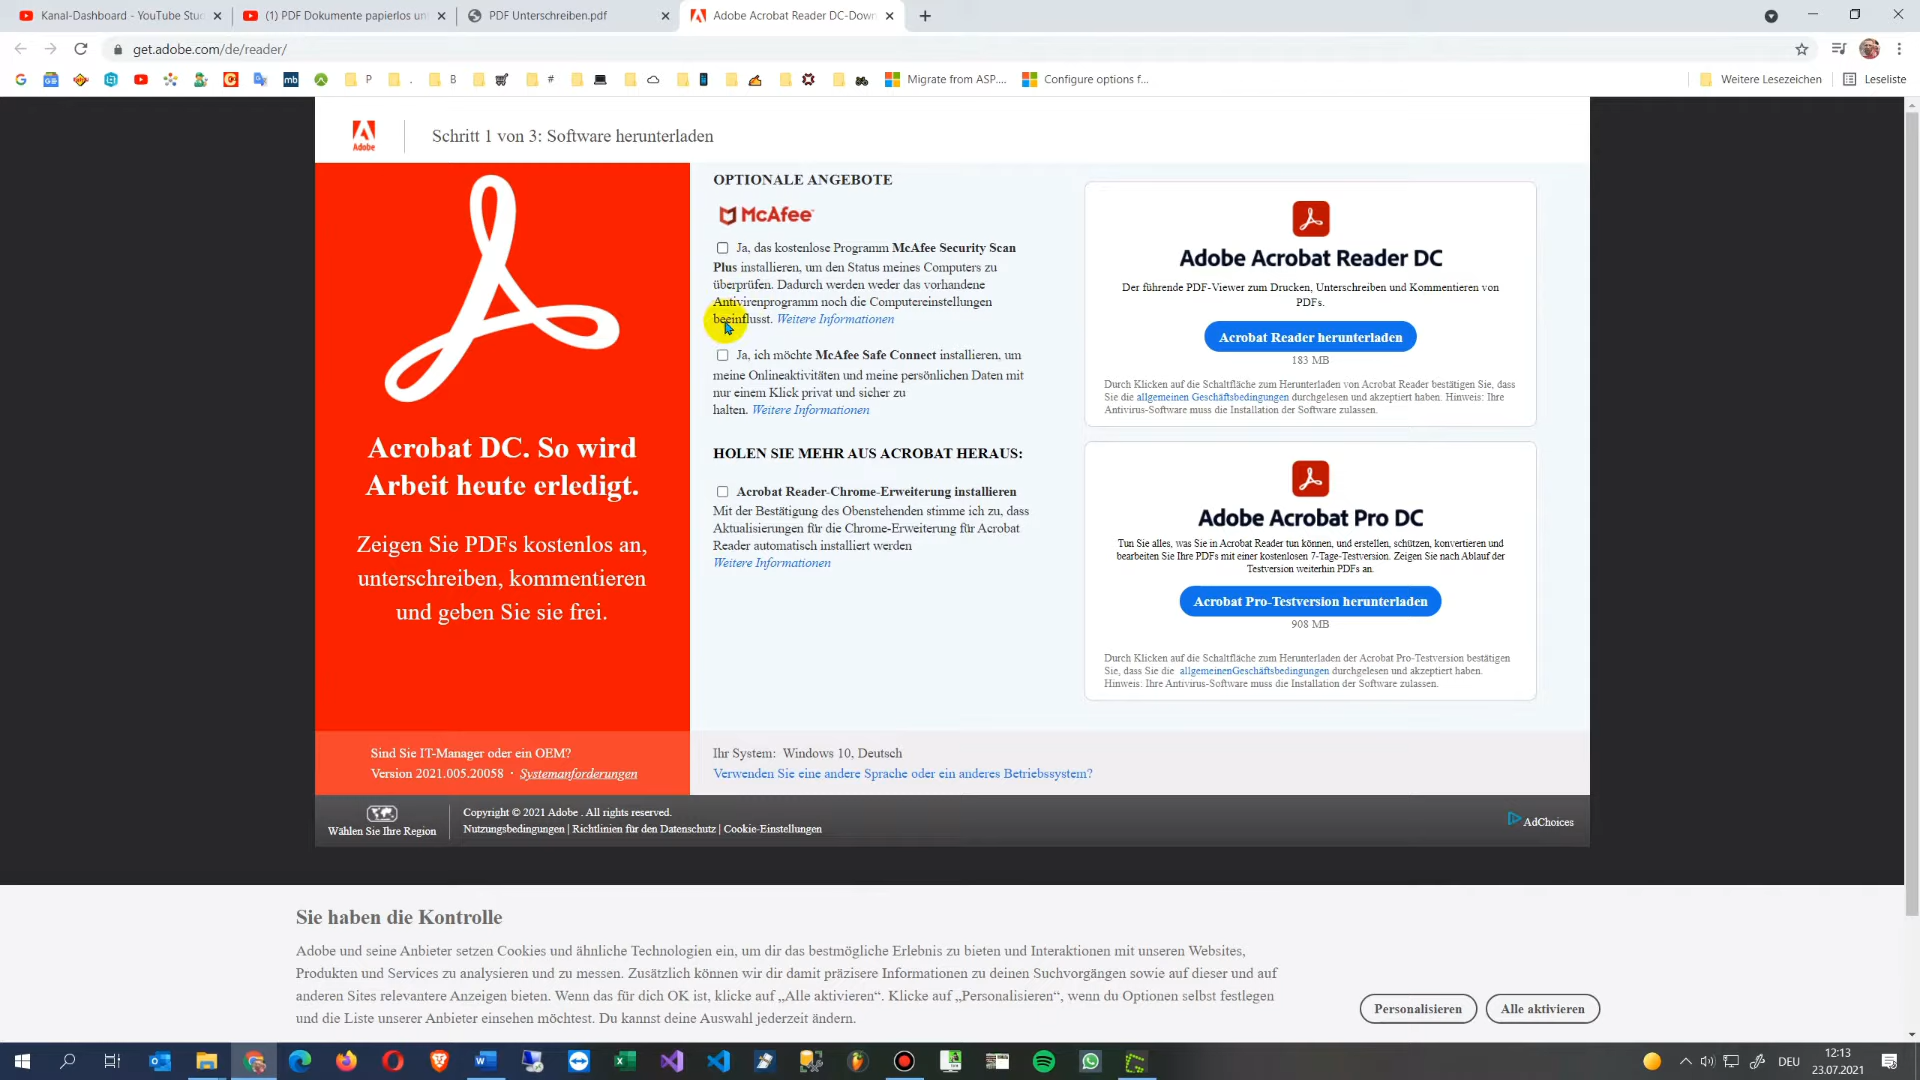 Kanal-Dashboard - YouTube Stu
(1) PDF Dokumente papierlos un
PDF Unterschreiben.pdf
Adobe Acrobat Reader DC-Down
get.adobe.com/de/reader/
P
.
B
#
mb
Migrate from ASP....
Configure options f...
Weitere Lesezeichen
Leseliste
Adobe
Schritt 1 von 3: Software herunterladen
Acrobat DC. So wird
Arbeit heute erledigt.
Zeigen Sie PDFs kostenlos an,
unterschreiben, kommentieren
und geben Sie sie frei.
Sind Sie IT-Manager oder ein OEM?
Version 2021.005.20058 · Systemanforderungen
OPTIONALE ANGEBOTE
McAfee
Ja, das kostenlose Programm McAfee Security Scan
Plus installieren, um den Status meines Computers zu
überprüfen. Dadurch werden weder das vorhandene
Antivirenprogramm noch die Computereinstellungen
beeinflusst. Weitere Informationen
Ja, ich möchte McAfee Safe Connect installieren, um
meine Onlineaktivitäten und meine persönlichen Daten mit
nur einem Klick privat und sicher zu
halten. Weitere Informationen
HOLEN SIE MEHR AUS ACROBAT HERAUS:
Acrobat Reader-Chrome-Erweiterung installieren
Mit der Bestätigung des Obenstehenden stimme ich zu, dass
Aktualisierungen für die Chrome-Erweiterung für Acrobat
Reader automatisch installiert werden
Weitere Informationen
Adobe Acrobat Reader DC
Der führende PDF-Viewer zum Drucken, Unterschreiben und Kommentieren von
PDFs.
Acrobat Reader herunterladen
183 MB
Durch Klicken auf die Schaltfläche zum Herunterladen von Acrobat Reader bestätigen Sie, dass
Sie die allgemeinen Geschäftsbedingungen durchgelesen und akzeptiert haben. Hinweis: Ihre
Antivirus-Software muss die Installation der Software zulassen.
Adobe Acrobat Pro DC
Tun Sie alles, was Sie in Acrobat Reader tun können, und erstellen, schützen, konvertieren und
bearbeiten Sie Ihre PDFs mit einer kostenlosen 7-Tage-Testversion. Zeigen Sie nach Ablauf der
Testversion weiterhin PDFs an.
Acrobat Pro-Testversion herunterladen
908 MB
Durch Klicken auf die Schaltfläche zum Herunterladen der Acrobat Pro-Testversion bestätigen
Sie, dass Sie die allgemeinenGeschäftsbedingungen durchgelesen und akzeptiert haben.
Hinweis: Ihre Antivirus-Software muss die Installation der Software zulassen.
Ihr System: Windows 10, Deutsch
Verwenden Sie eine andere Sprache oder ein anderes Betriebssystem?
Wählen Sie Ihre Region
Copyright © 2021 Adobe . All rights reserved.
Nutzungsbedingungen | Richtlinien für den Datenschutz | Cookie-Einstellungen
AdChoices
Sie haben die Kontrolle
Adobe und seine Anbieter setzen Cookies und ähnliche Technologien ein, um dir das bestmögliche Erlebnis zu bieten und Interaktionen mit unseren Websites,
Produkten und Services zu analysieren und zu messen. Zusätzlich können wir dir damit präzisere Informationen zu deinen Suchvorgängen sowie auf dieser und auf
anderen Sites relevantere Anzeigen bieten. Wenn das für dich OK ist, klicke auf „Alle aktivieren“. Klicke auf „Personalisieren“, wenn du Optionen selbst festlegen
und die Liste unserer Anbieter einsehen möchtest. Du kannst deine Auswahl jederzeit ändern.
Personalisieren
Alle aktivieren
DEU
12:13
23.07.2021